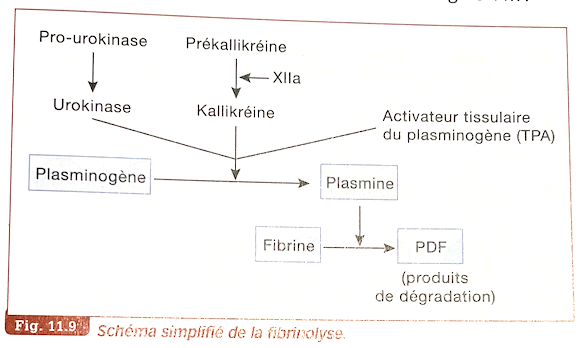 Pro-urokinase
Prékallikréine
XIIa
Urokinase
Kallikréine
Activateur tissulaire
du plasminogène (TPA)
Plasminogène
Plasmine
Fibrine
PDF
(produits
de dégradation)
Fig. 11.9 Schéma simplifié de la fibrinolyse.